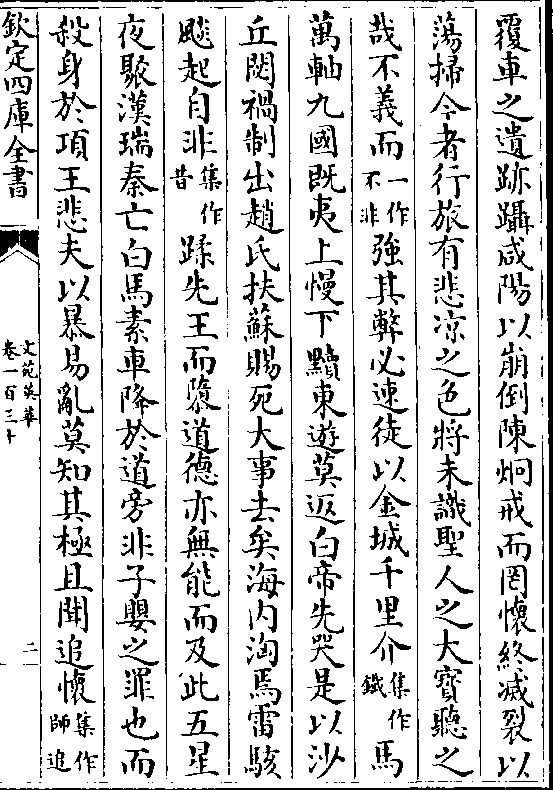 覆車之遺跡躡咸陽以崩倒陳炯戒而罔懷終滅裂以
蕩掃令者行旅有悲凉之色將未識聖人之大寳聽之
哉不義而一作不非強其弊必速徒以金城千里介集作鐵馬
萬軸九國既夷上慢下黷東遊莫返白帝先哭是以沙
丘閟禍制出趙氏扶蘇賜死大事去矣海内洶焉雷駭
飈起自非集作昔蹂先王而隳道德亦無能而及此五星
夜聚漢瑞秦亡白馬素車降於道旁非子嬰之罪也而
殺身於項王悲夫以暴易亂莫知其極且聞追懷集作師追
欽定四庫全書
文苑英華
卷一百三十
二